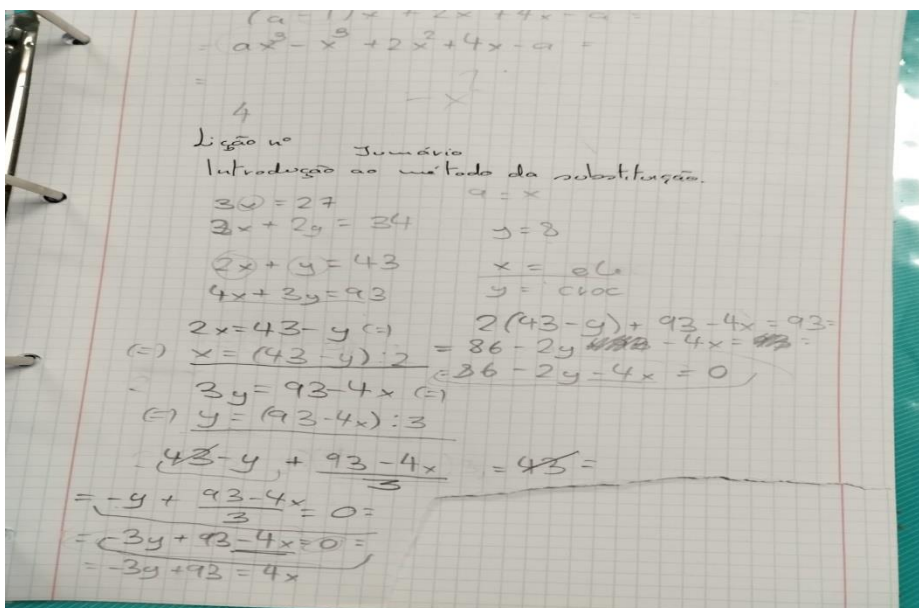 (a - 1)x + 2x + 4x - a =
= ax³ - x³ + 2x² + 4x - a =
=
4
- x
Lição nº
Sumário
Introdução ao método da substituição.
3x = 27
a = x
3x + 2y = 34
y = 8
2x + y = 43
x =
4x + 3y = 93
y = croc
2x = 43 - y (=)
2(43 - y) + 93 - 4x = 93 =
(=) x = (43 - y) : 2
= 86 - 2y - 4x =
= 86 - 2y - 4x = 0
3y = 93 - 4x (=)
(=) y = (93 - 4x) : 3
43 - y + 93 - 4x / 3 = 43 =
= -y + 93 - 4x / 3 = 0 =
= -3y + 93 - 4x = 0 =
= -3y + 93 = 4x